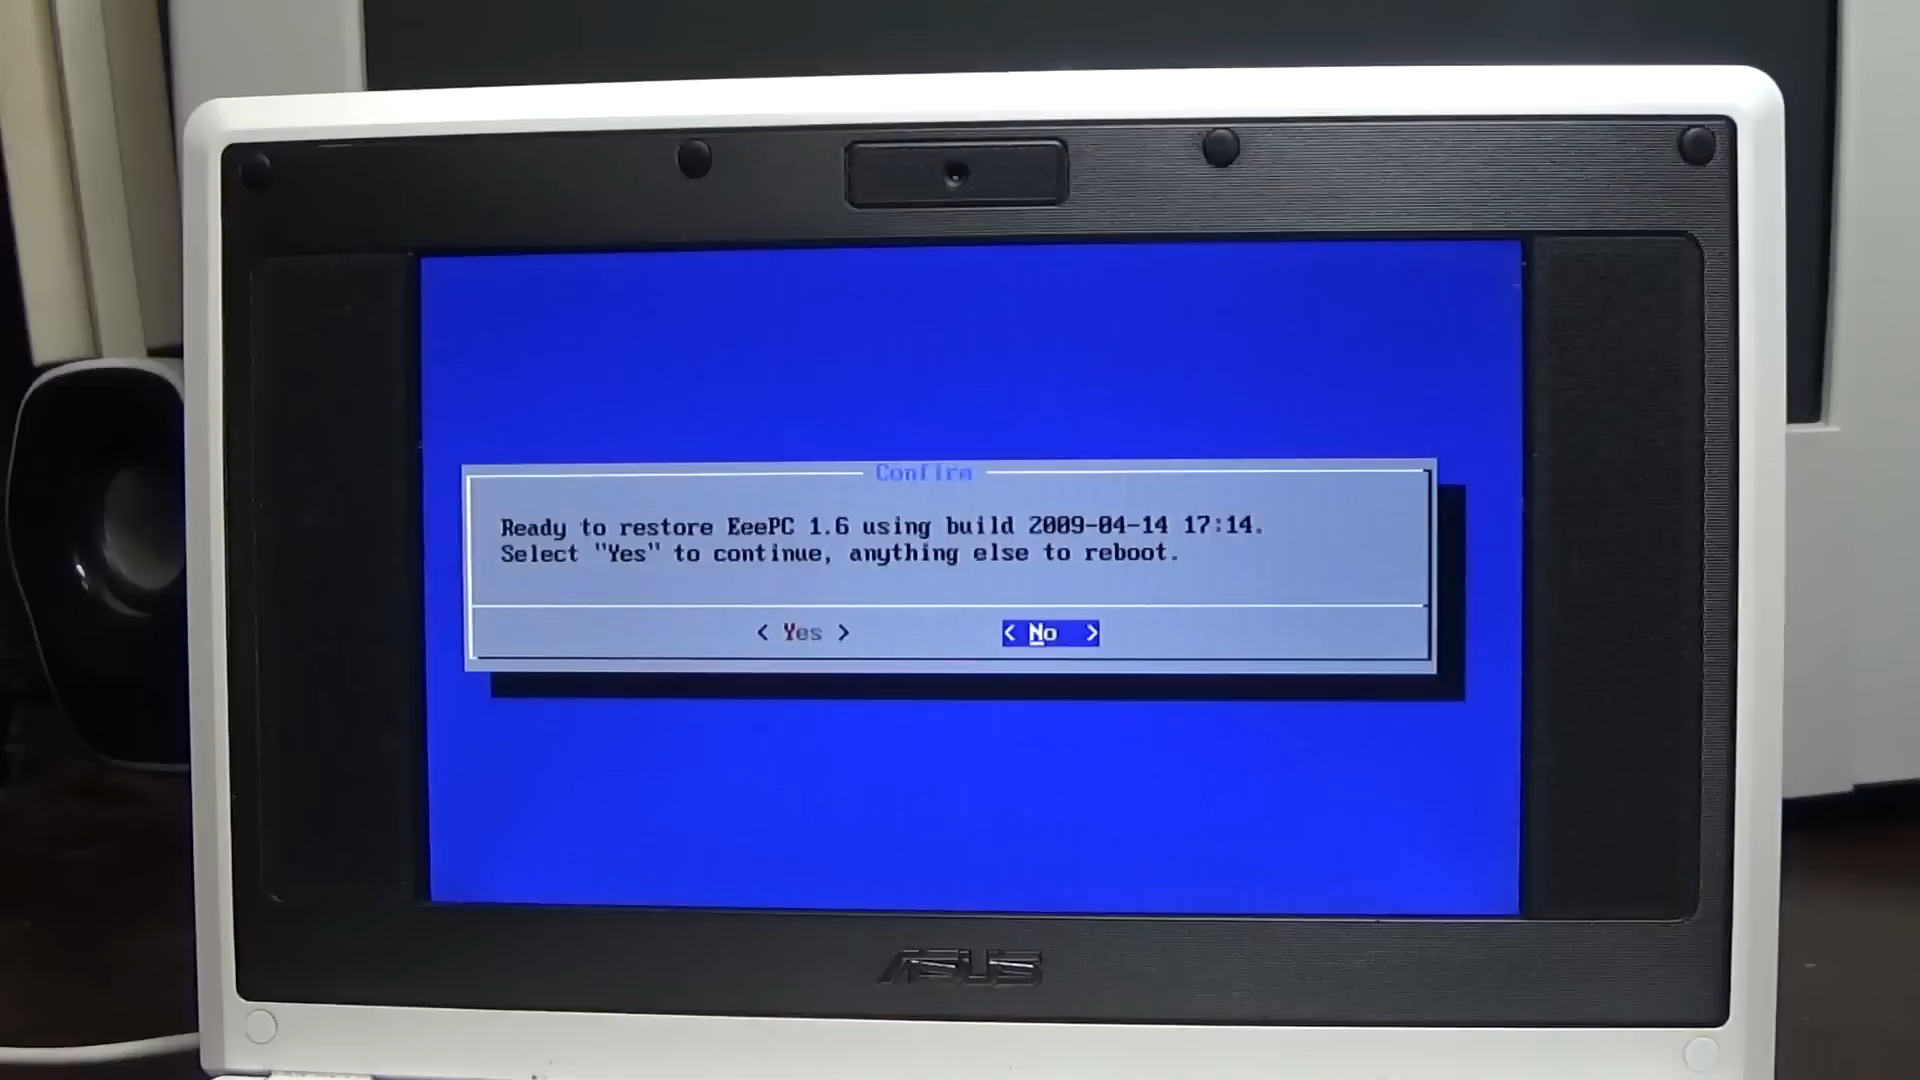 Confirm
Ready to restore EeePC 1.6 using build 2009-04-14 17:14.
Select "Yes" to continue, anything else to reboot.
< Yes > < No >
ASUS